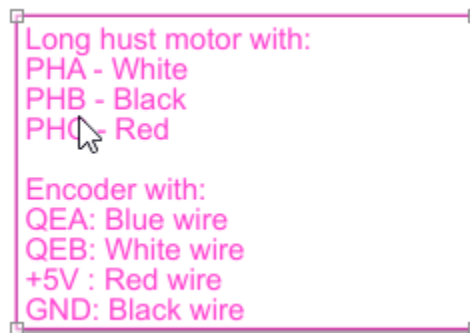 Long hust motor with:
PHA - White
PHB - Black
PHC - Red
Encoder with:
QEA: Blue wire
QEB: White wire
+5V : Red wire
GND: Black wire